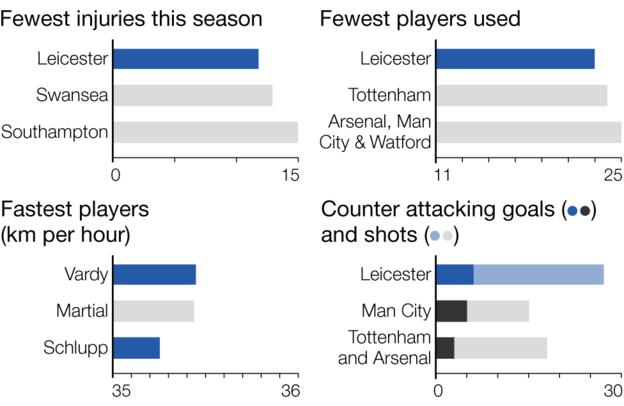 Fewest injuries this season
Leicester
Swansea
Southampton
0 15
Fewest players used
Leicester
Tottenham
Arsenal, Man
City & Watford
11 25
Fastest players
(km per hour)
Vardy
Martial
Schlupp
35 36
Counter attacking goals (●●)
and shots (●●)
Leicester
Man City
Tottenham
and Arsenal
0 30